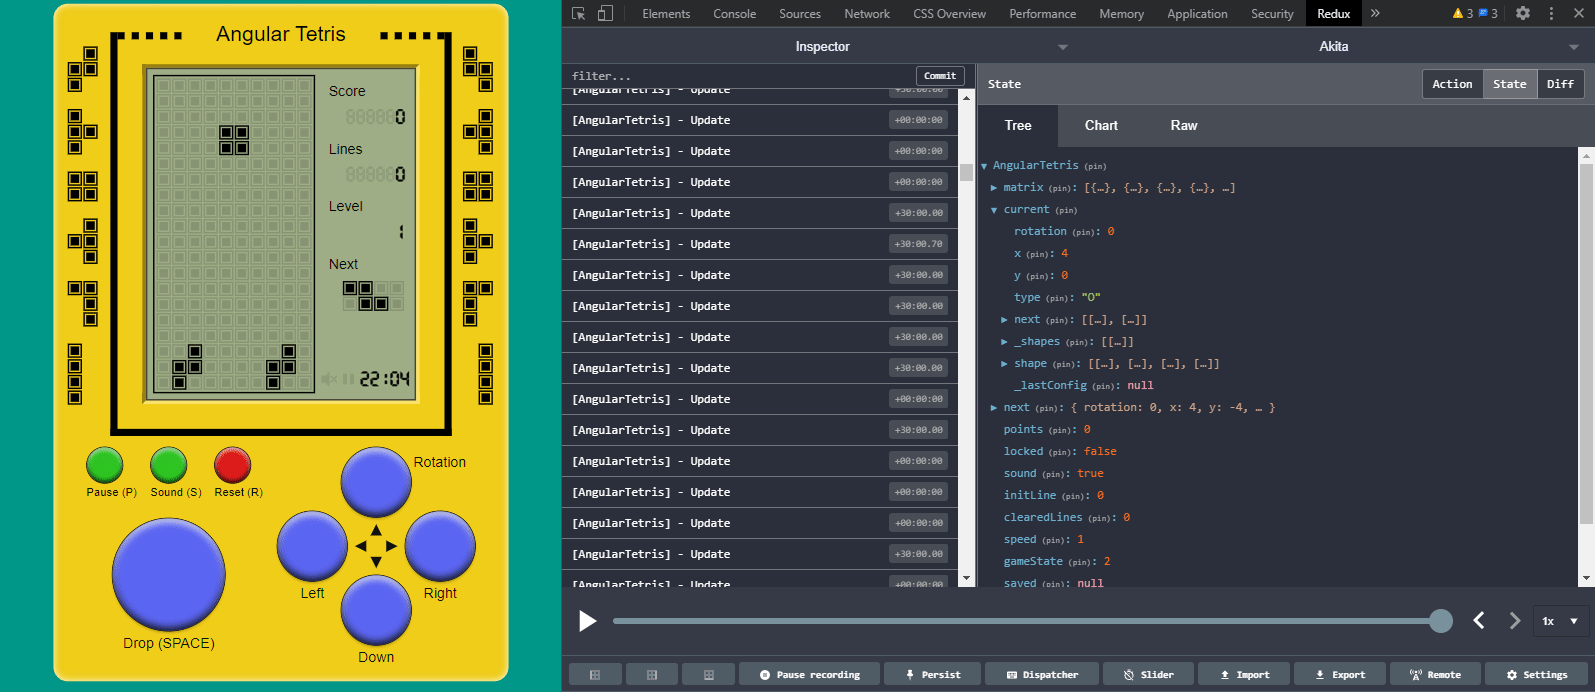 Angular Tetris
Score
0
Lines
0
Level
1
Next
22:04
Pause (P)
Sound (S)
Reset (R)
Rotation
Left
Right
Down
Drop (SPACE)
Elements Console Sources Network CSS Overview Performance Memory Application Security Redux » 3 3
Inspector
Akita
filter...
Commit
[AngularTetris] - Update +30:00.00
[AngularTetris] - Update +00:00:00
[AngularTetris] - Update +00:00:00
[AngularTetris] - Update +00:00:00
[AngularTetris] - Update +30:00.00
[AngularTetris] - Update +30:00.70
[AngularTetris] - Update +30:00.00
[AngularTetris] - Update +30:00.00
[AngularTetris] - Update +30:00.00
[AngularTetris] - Update +30:00.00
[AngularTetris] - Update +00:00:00
[AngularTetris] - Update +30:00.00
[AngularTetris] - Update +00:00:00
[AngularTetris] - Update +00:00:00
[AngularTetris] - Update +00:00:00
[AngularTetris] - Update +30:00.00
[AngularTetris] - Update +00:00:00
State
Action State Diff
Tree Chart Raw
AngularTetris (pin)
matrix (pin): [{…}, {…}, {…}, {…}, …]
current (pin)
rotation (pin): 0
x (pin): 4
y (pin): 0
type (pin): "O"
next (pin): [[…], […]]
_shapes (pin): [[…]]
shape (pin): [[…], […], […], […]]
_lastConfig (pin): null
next (pin): { rotation: 0, x: 4, y: -4, … }
points (pin): 0
locked (pin): false
sound (pin): true
initLine (pin): 0
clearedLines (pin): 0
speed (pin): 1
gameState (pin): 2
saved (pin): null
1x
Pause recording
Persist
Dispatcher
Slider
Import
Export
Remote
Settings